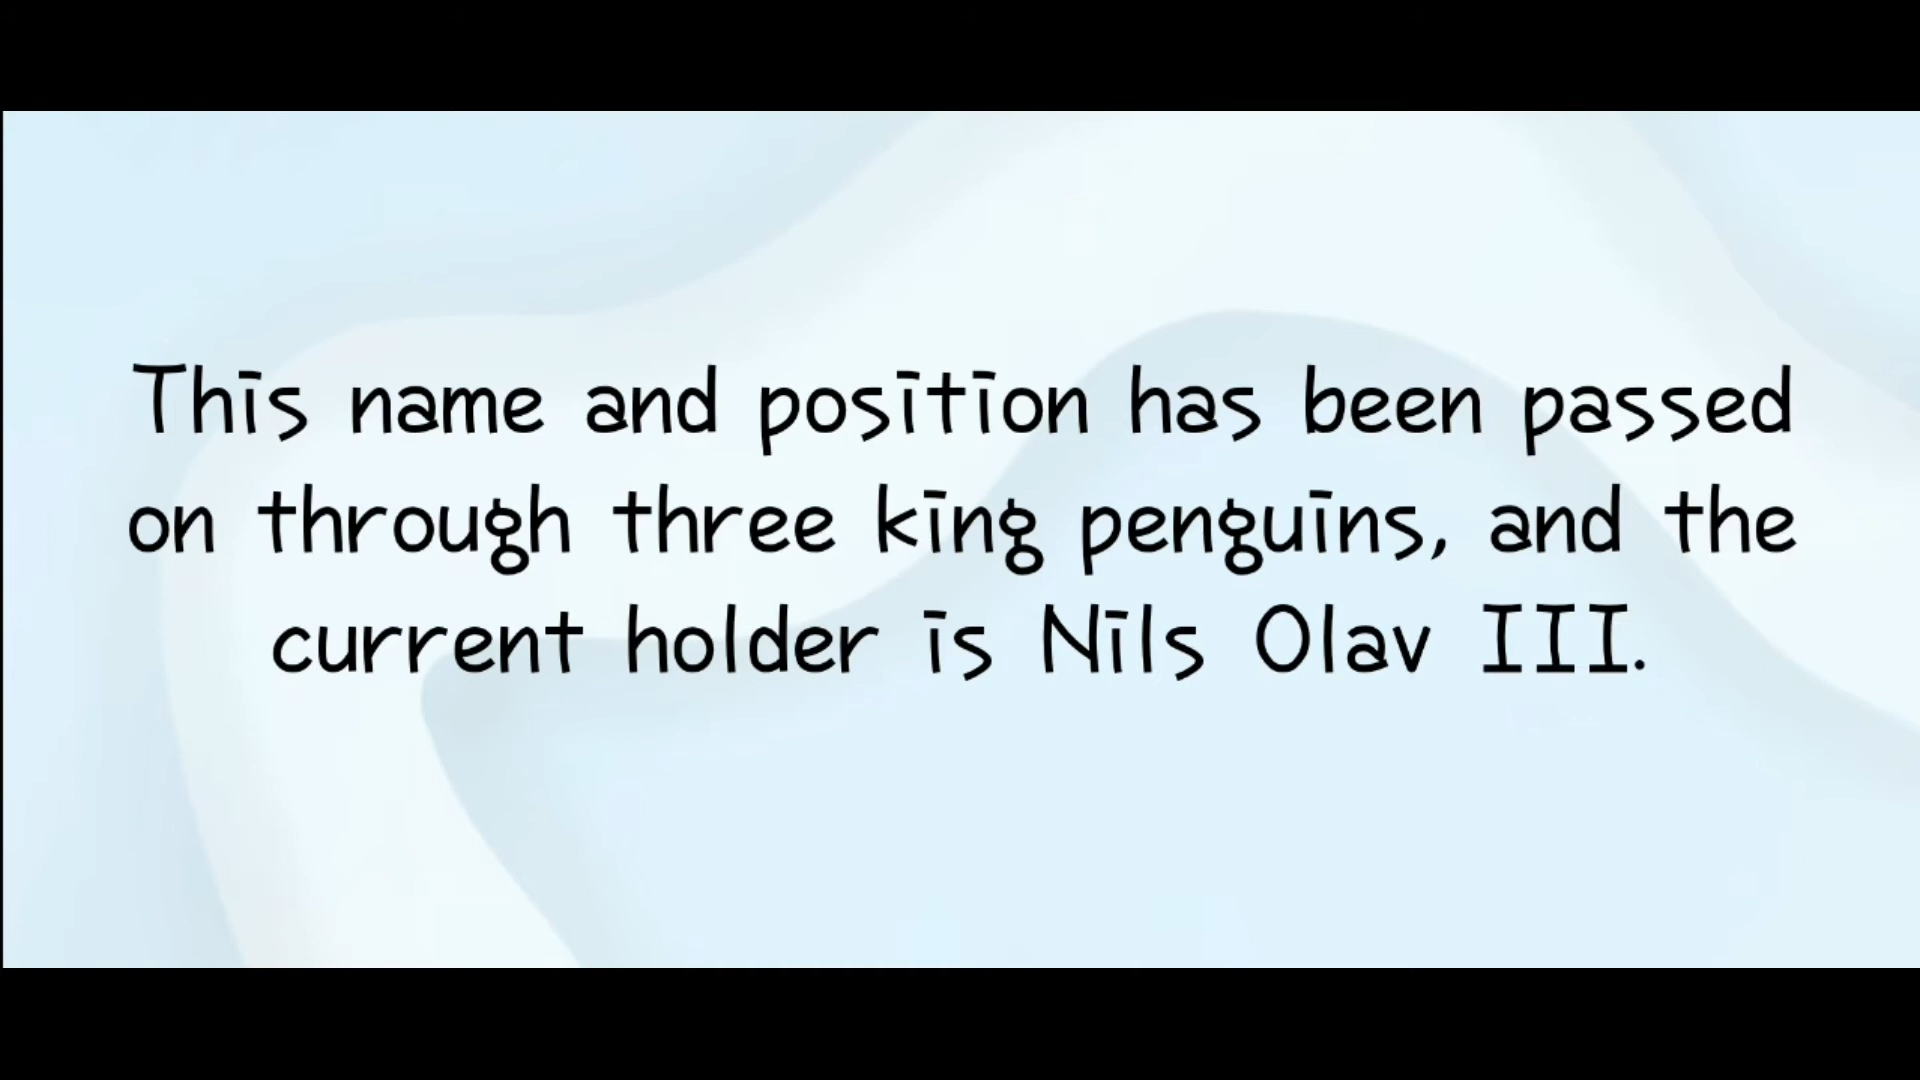 This name and position has been passed
on through three king penguins, and the
current holder is Nils Olav III.